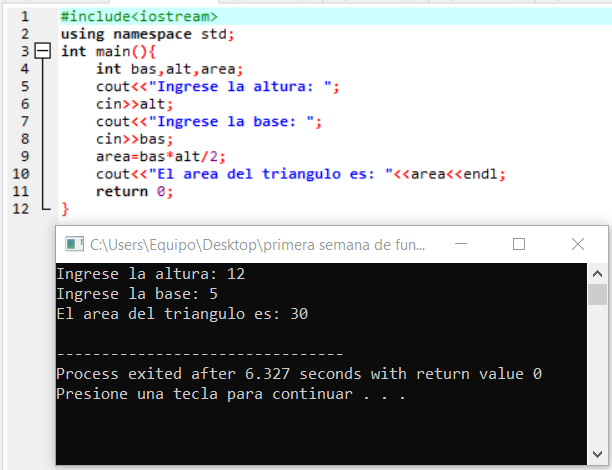 1 #include<iostream>
2 using namespace std;
3 int main(){
4 int bas,alt,area;
5 cout<<"Ingrese la altura: ";
6 cin>>alt;
7 cout<<"Ingrese la base: ";
8 cin>>bas;
9 area=bas*alt/2;
10 cout<<"El area del triangulo es: "<<area<<endl;
11 return 0;
12 }
C:\Users\Equipo\Desktop\primera semana de fun...
Ingrese la altura: 12
Ingrese la base: 5
El area del triangulo es: 30
--------------------------------
Process exited after 6.327 seconds with return value 0
Presione una tecla para continuar . . .